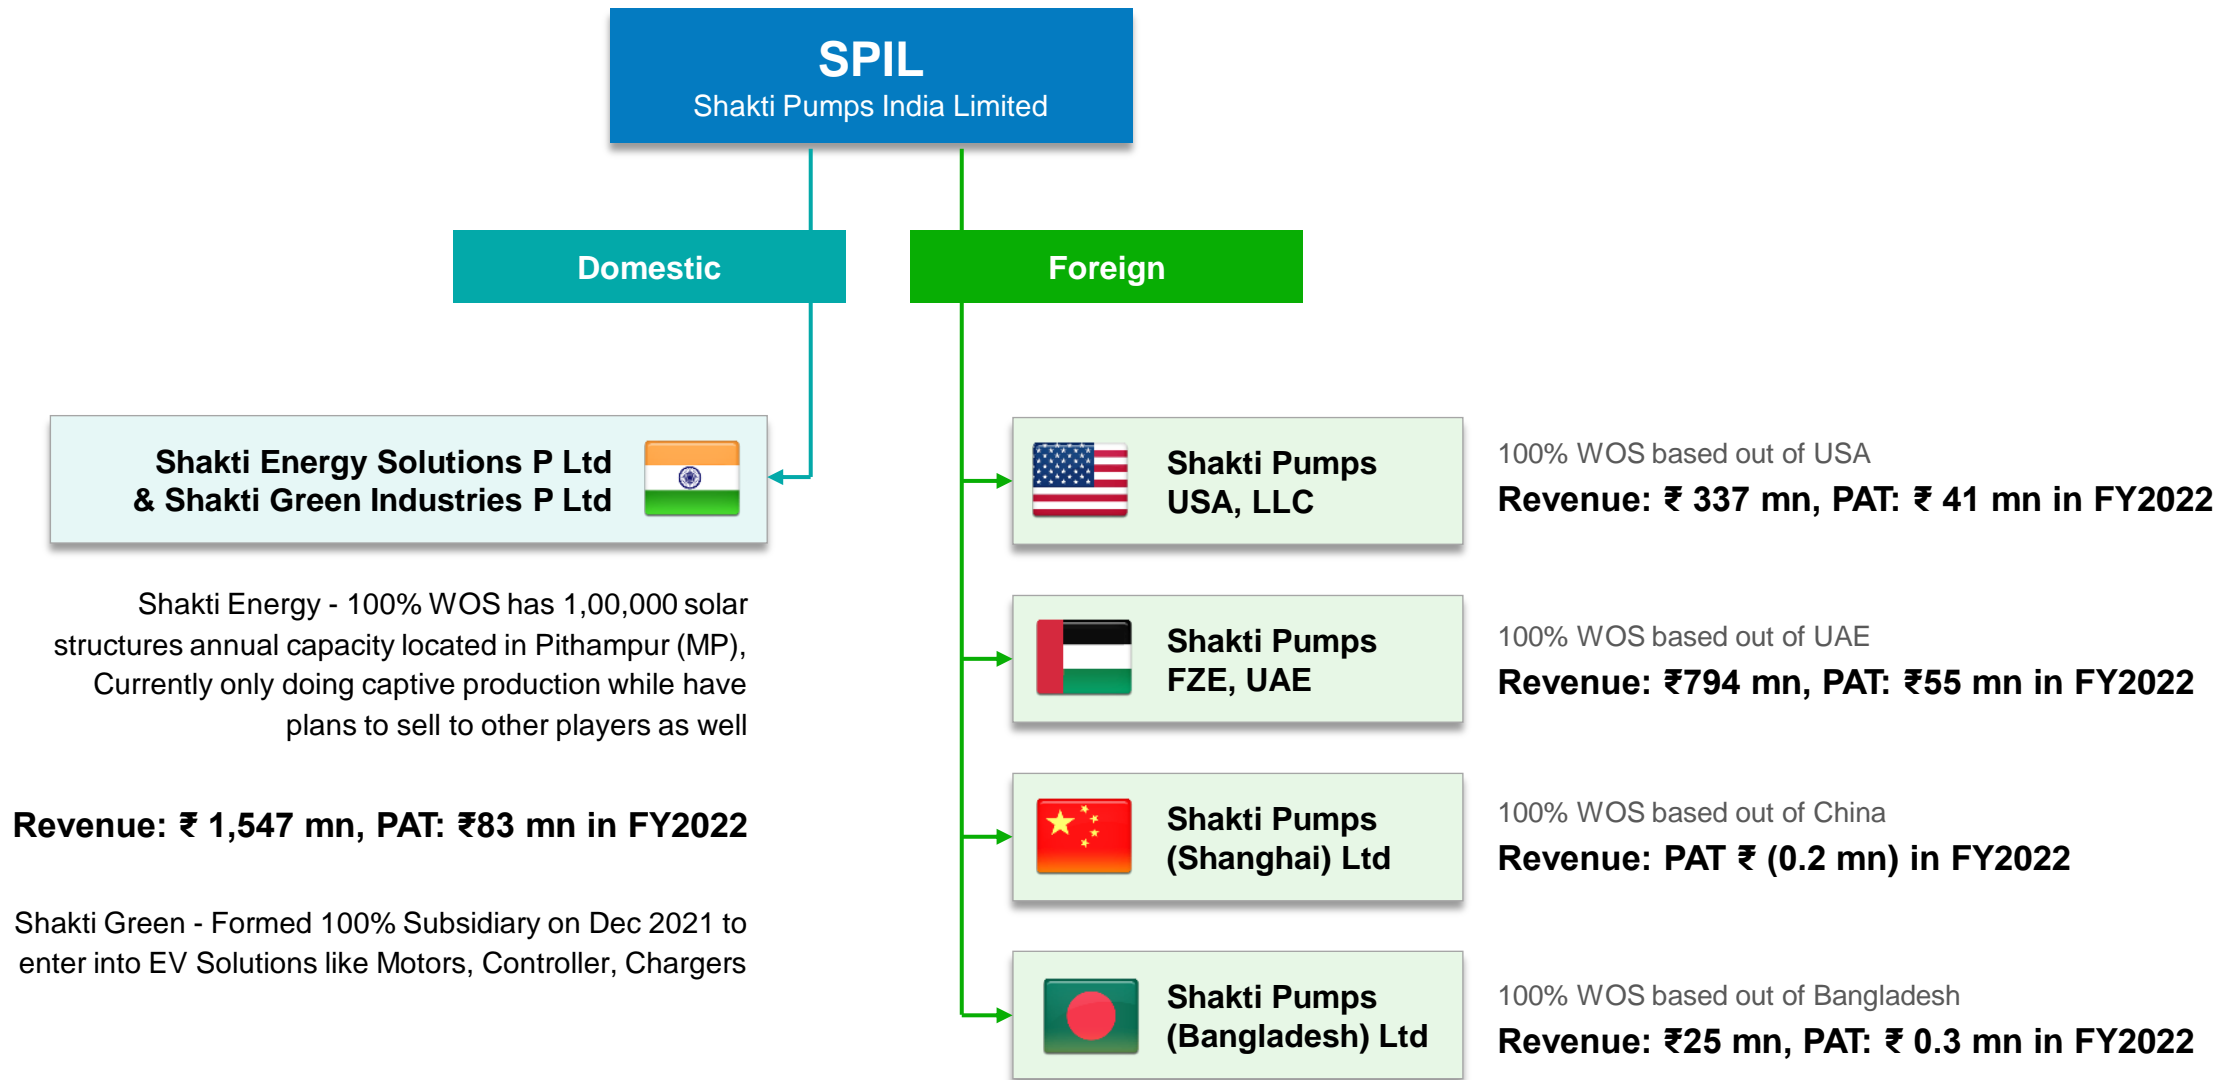 SPIL
Shakti Pumps India Limited
Domestic
Foreign
Shakti Energy Solutions P Ltd
& Shakti Green Industries P Ltd
Shakti Energy - 100% WOS has 1,00,000 solar
structures annual capacity located in Pithampur (MP),
Currently only doing captive production while have
plans to sell to other players as well
Revenue: ₹ 1,547 mn, PAT: ₹83 mn in FY2022
Shakti Green - Formed 100% Subsidiary on Dec 2021 to
enter into EV Solutions like Motors, Controller, Chargers
Shakti Pumps
USA, LLC
100% WOS based out of USA
Revenue: ₹ 337 mn, PAT: ₹ 41 mn in FY2022
Shakti Pumps
FZE, UAE
100% WOS based out of UAE
Revenue: ₹794 mn, PAT: ₹55 mn in FY2022
Shakti Pumps
(Shanghai) Ltd
100% WOS based out of China
Revenue: PAT ₹ (0.2 mn) in FY2022
Shakti Pumps
(Bangladesh) Ltd
100% WOS based out of Bangladesh
Revenue: ₹25 mn, PAT: ₹ 0.3 mn in FY2022